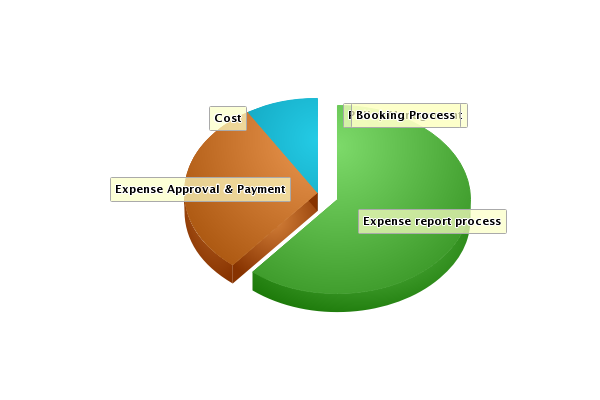 Cost
Booking Process
Expense Approval & Payment
Expense report process